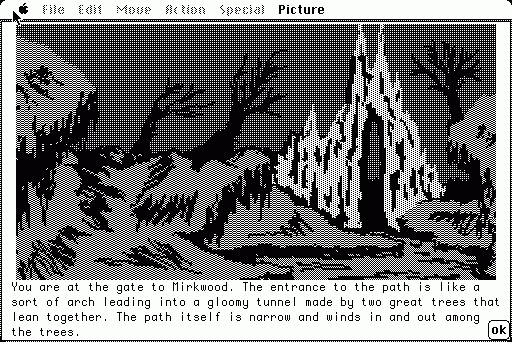 File Edit Move Action Special Picture
You are at the gate to Mirkwood. The entrance to the path is like a
sort of arch leading into a gloomy tunnel made by two great trees that
lean together. The path itself is narrow and winds in and out among
the trees.
ok